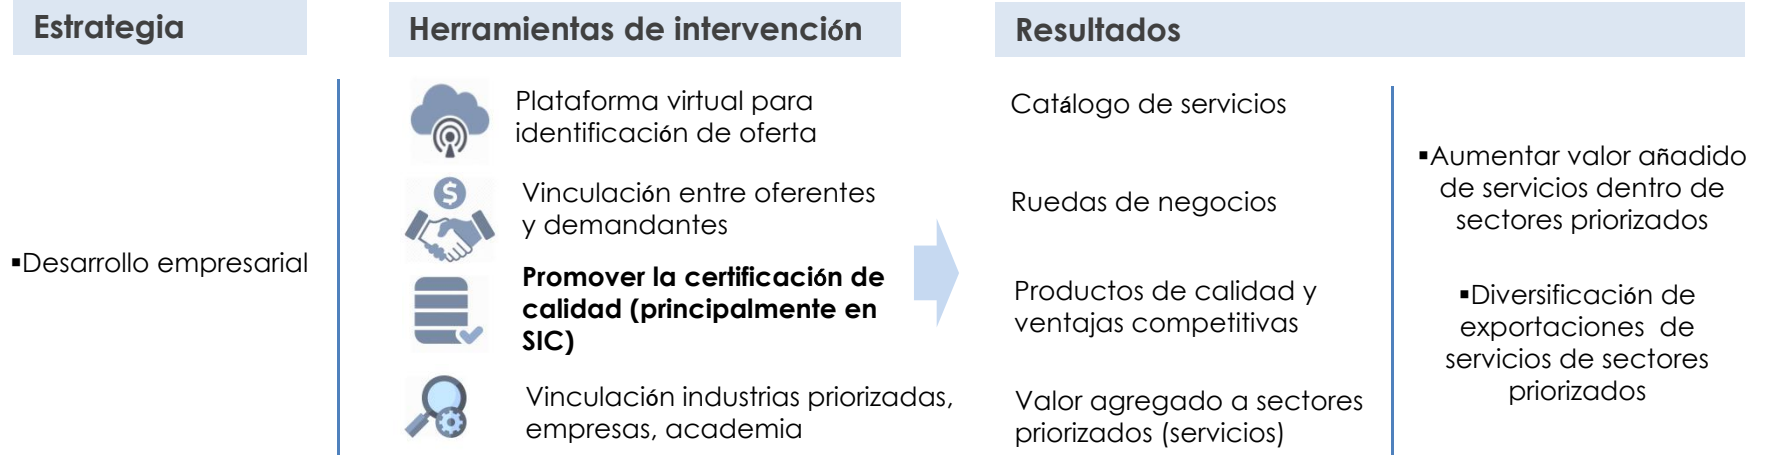 Estrategia
Herramientas de intervención
Resultados
▪Desarrollo empresarial
Plataforma virtual para
identificación de oferta
Vinculación entre oferentes
y demandantes
Promover la certificación de
calidad (principalmente en
SIC)
Vinculación industrias priorizadas,
empresas, academia
Catálogo de servicios
Ruedas de negocios
Productos de calidad y
ventajas competitivas
Valor agregado a sectores
priorizados (servicios)
▪Aumentar valor añadido
de servicios dentro de
sectores priorizados
▪Diversificación de
exportaciones de
servicios de sectores
priorizados